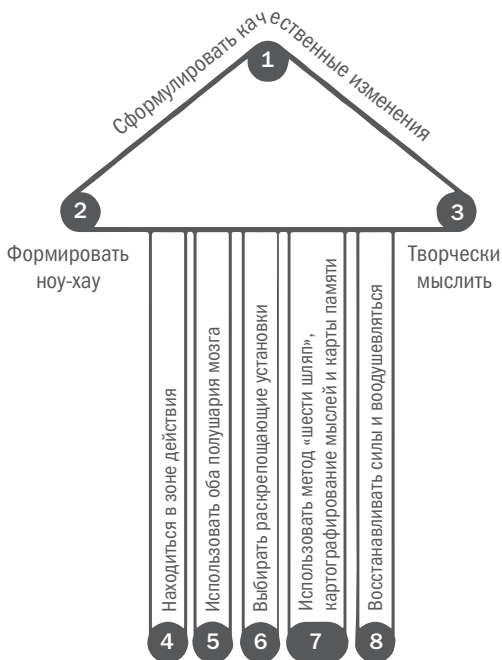 Сформулировать качественные изменения
1
2
3
Формировать
ноу-хау
Творчески
мыслить
Находиться в зоне действия
Использовать оба полушария мозга
Выбирать раскрепощающие установки
Использовать метод «шести шляп»,
картографирование мыслей и карты памяти
Восстанавливать силы и воодушевляться
4
5
6
7
8